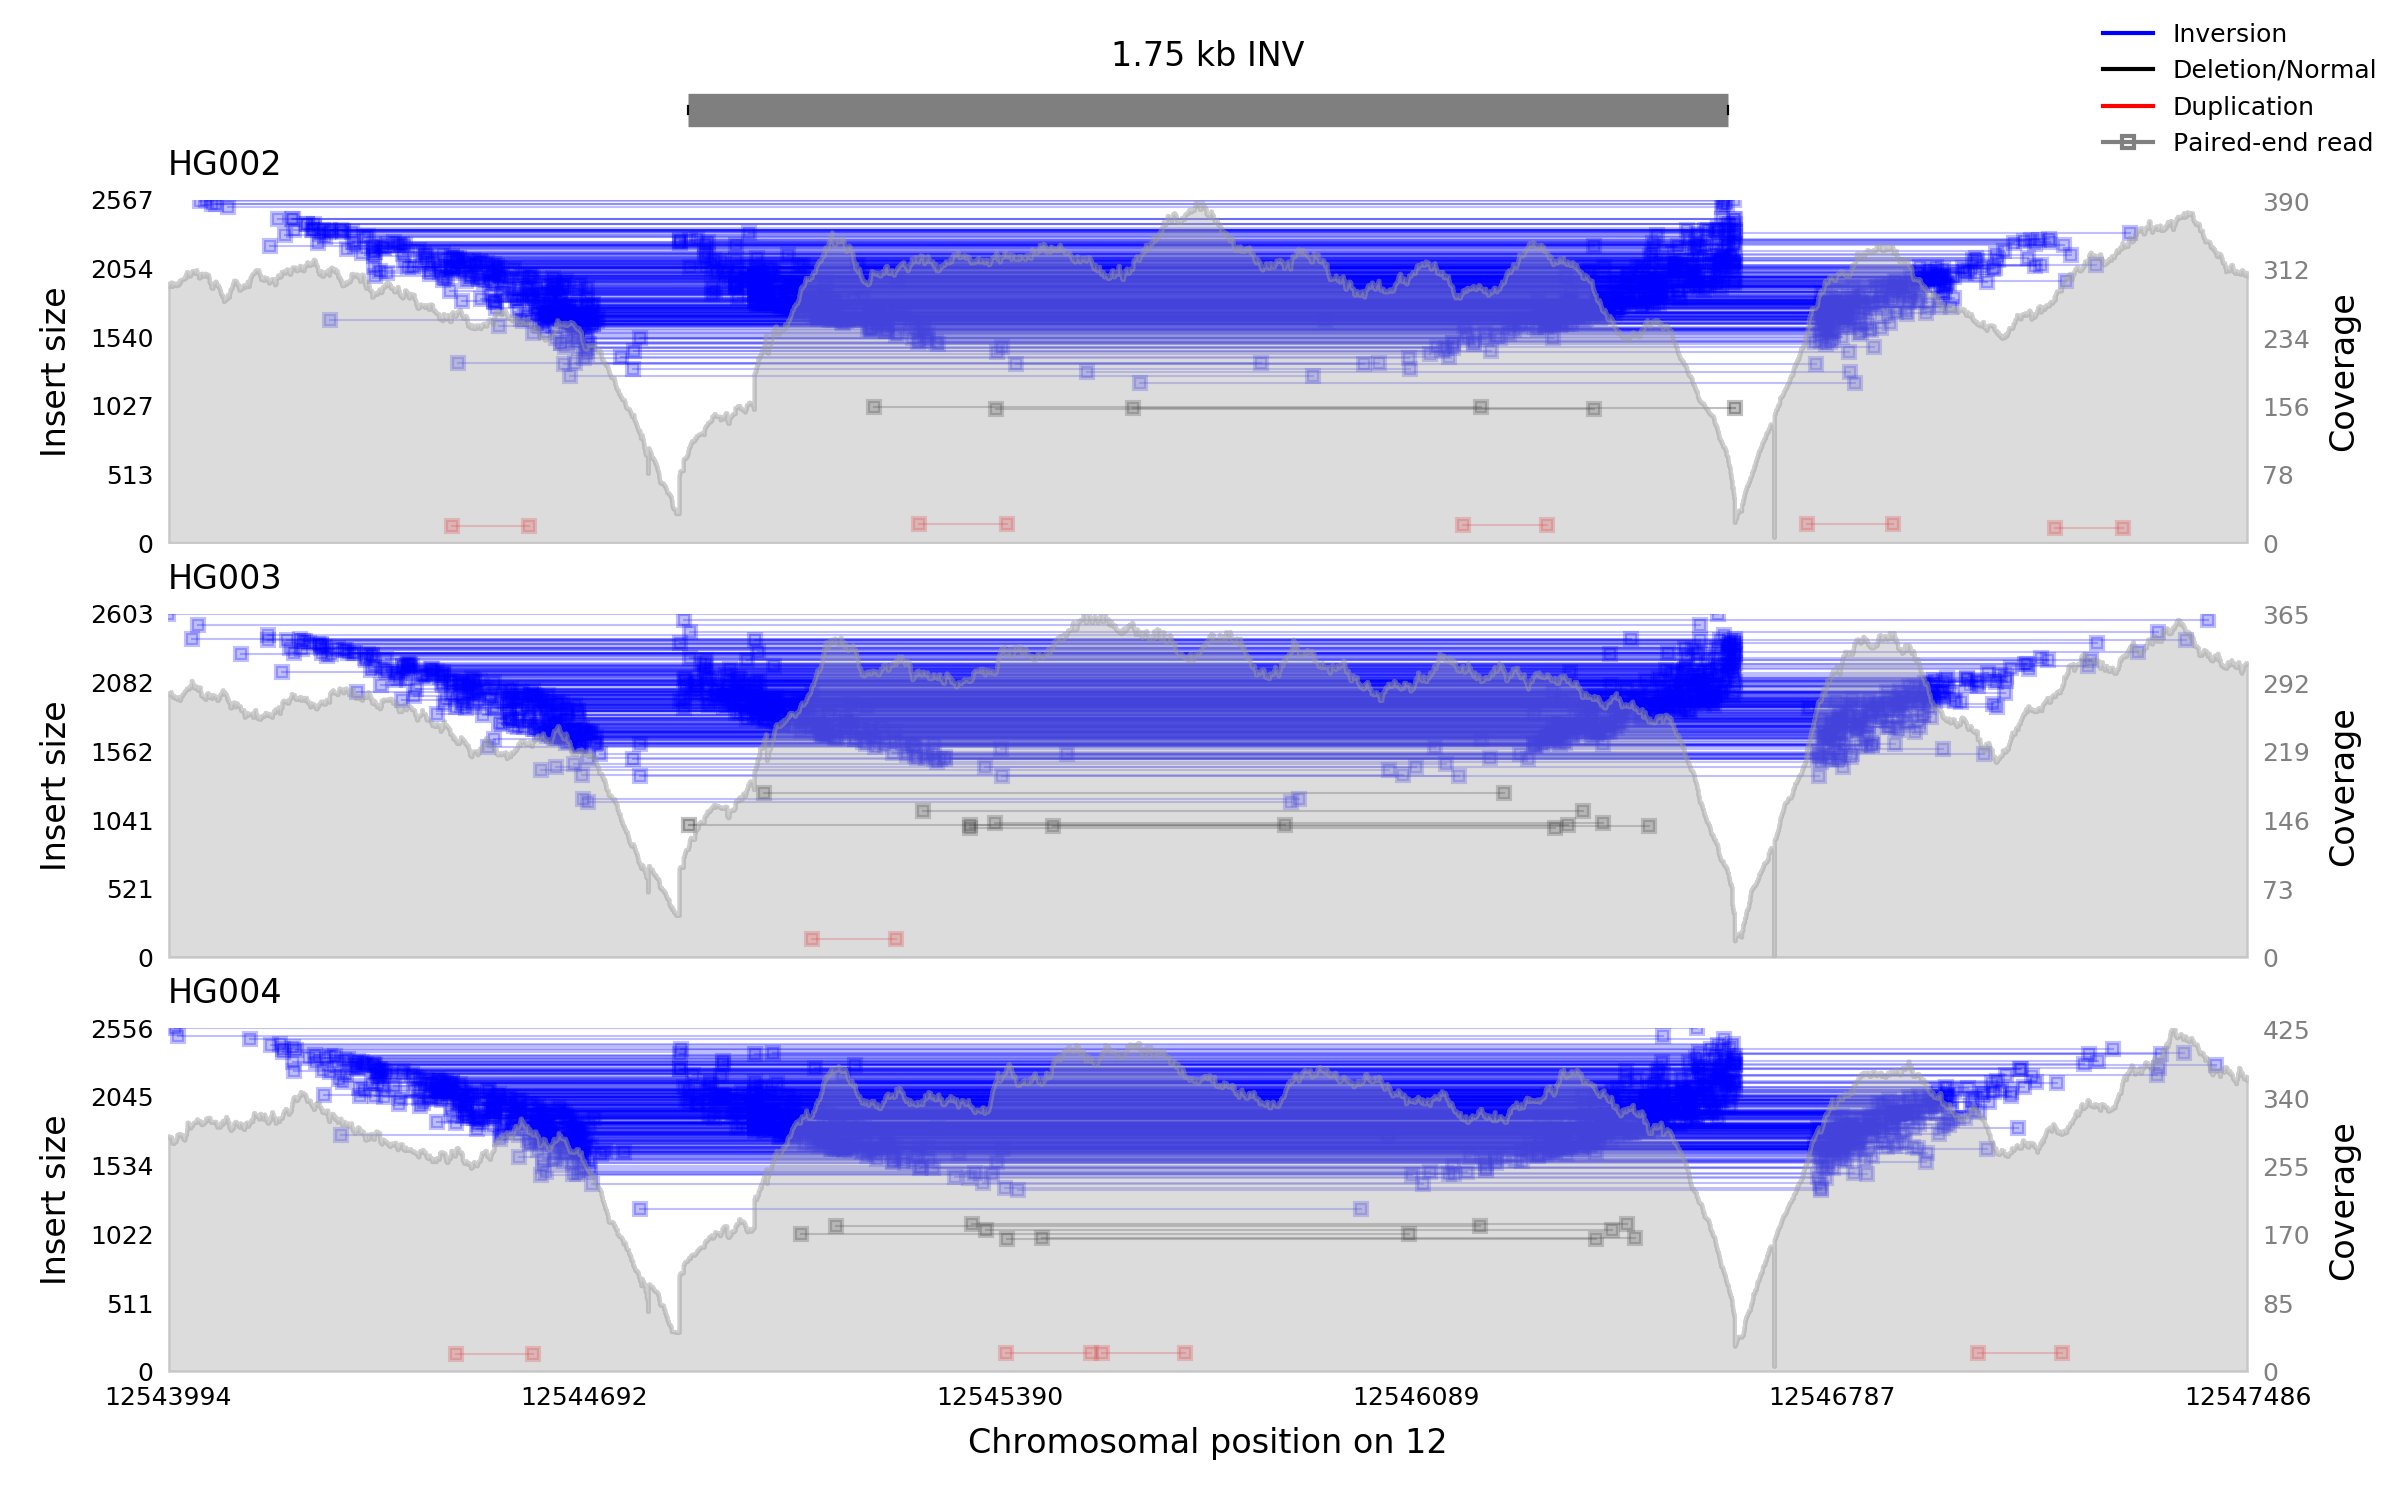 1.75 kb INV
Inversion
Deletion/Normal
Duplication
Paired-end read
HG002
2567
2054
1540
1027
513
0
Insert size
390
312
234
156
78
0
Coverage
HG003
2603
2082
1562
1041
521
0
Insert size
365
292
219
146
73
0
Coverage
HG004
2556
2045
1534
1022
511
0
Insert size
425
340
255
170
85
0
Coverage
12543994 12544692 12545390 12546089 12546787 12547486
Chromosomal position on 12